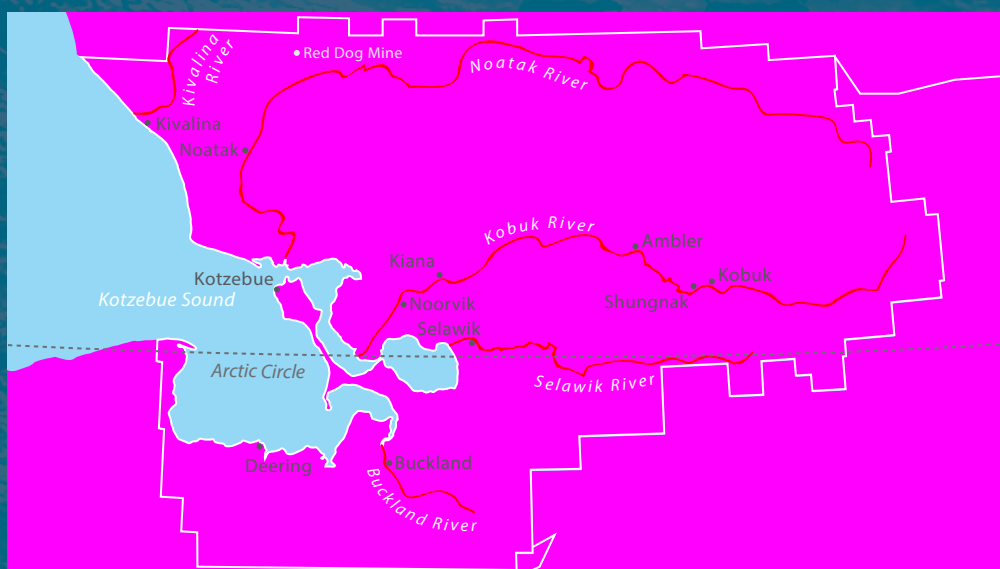 Kivalina
River
Red Dog Mine
Noatak River
Kivalina
Noatak
Kobuk River
Ambler
Kiana
Kobuk
Kotzebue
Shungnak
Kotzebue Sound
Noorvik
Selawik
Arctic Circle
Selawik River
Deering
Buckland
Buckland River